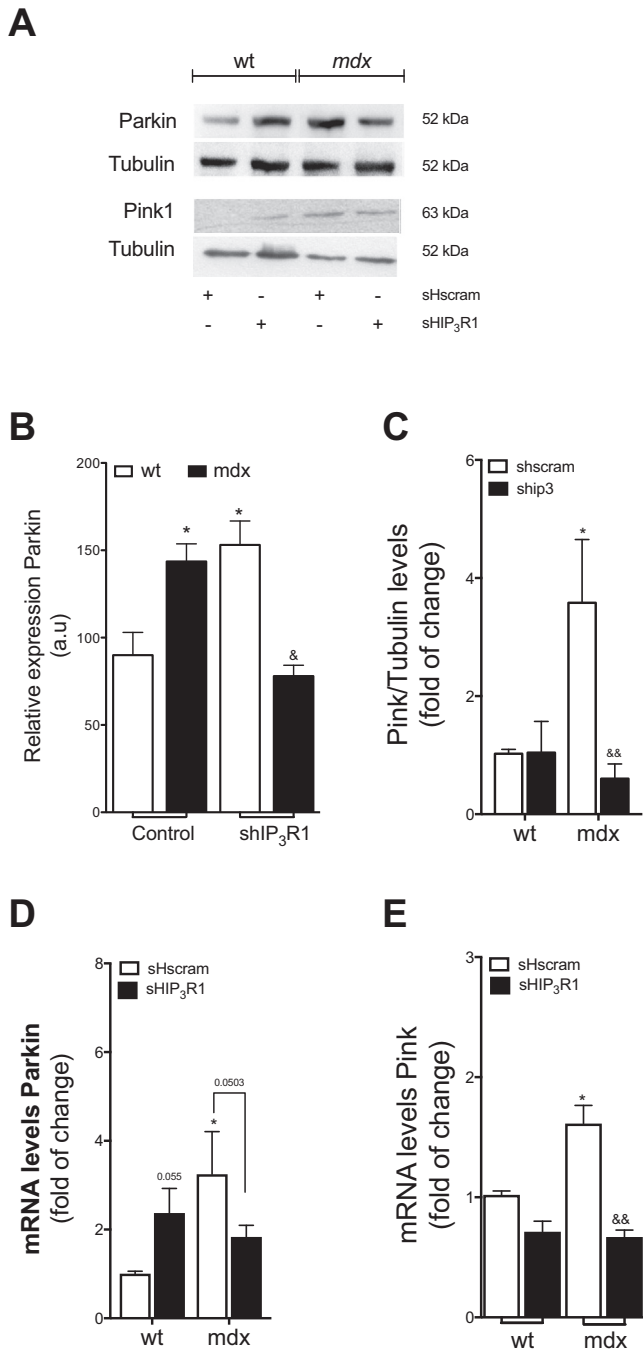 A
wt mdx
Parkin 52 kDa
Tubulin 52 kDa
Pink1 63 kDa
Tubulin 52 kDa
+ - + - sHscram
- + - + sHIP₃R1
B
Relative expression Parkin
(a.u)
200
150
100
50
0
wt mdx
* * &
Control shIP₃R1
C
Pink/Tubulin levels
(fold of change)
6
4
2
0
shscram
ship3
*
&&
wt mdx
D
mRNA levels Parkin
(fold of change)
8
6
4
2
0
sHscram
sHIP₃R1
0.0503
*
0.055
wt mdx
E
mRNA levels Pink
(fold of change)
3
2
1
0
sHscram
sHIP₃R1
*
&&
wt mdx